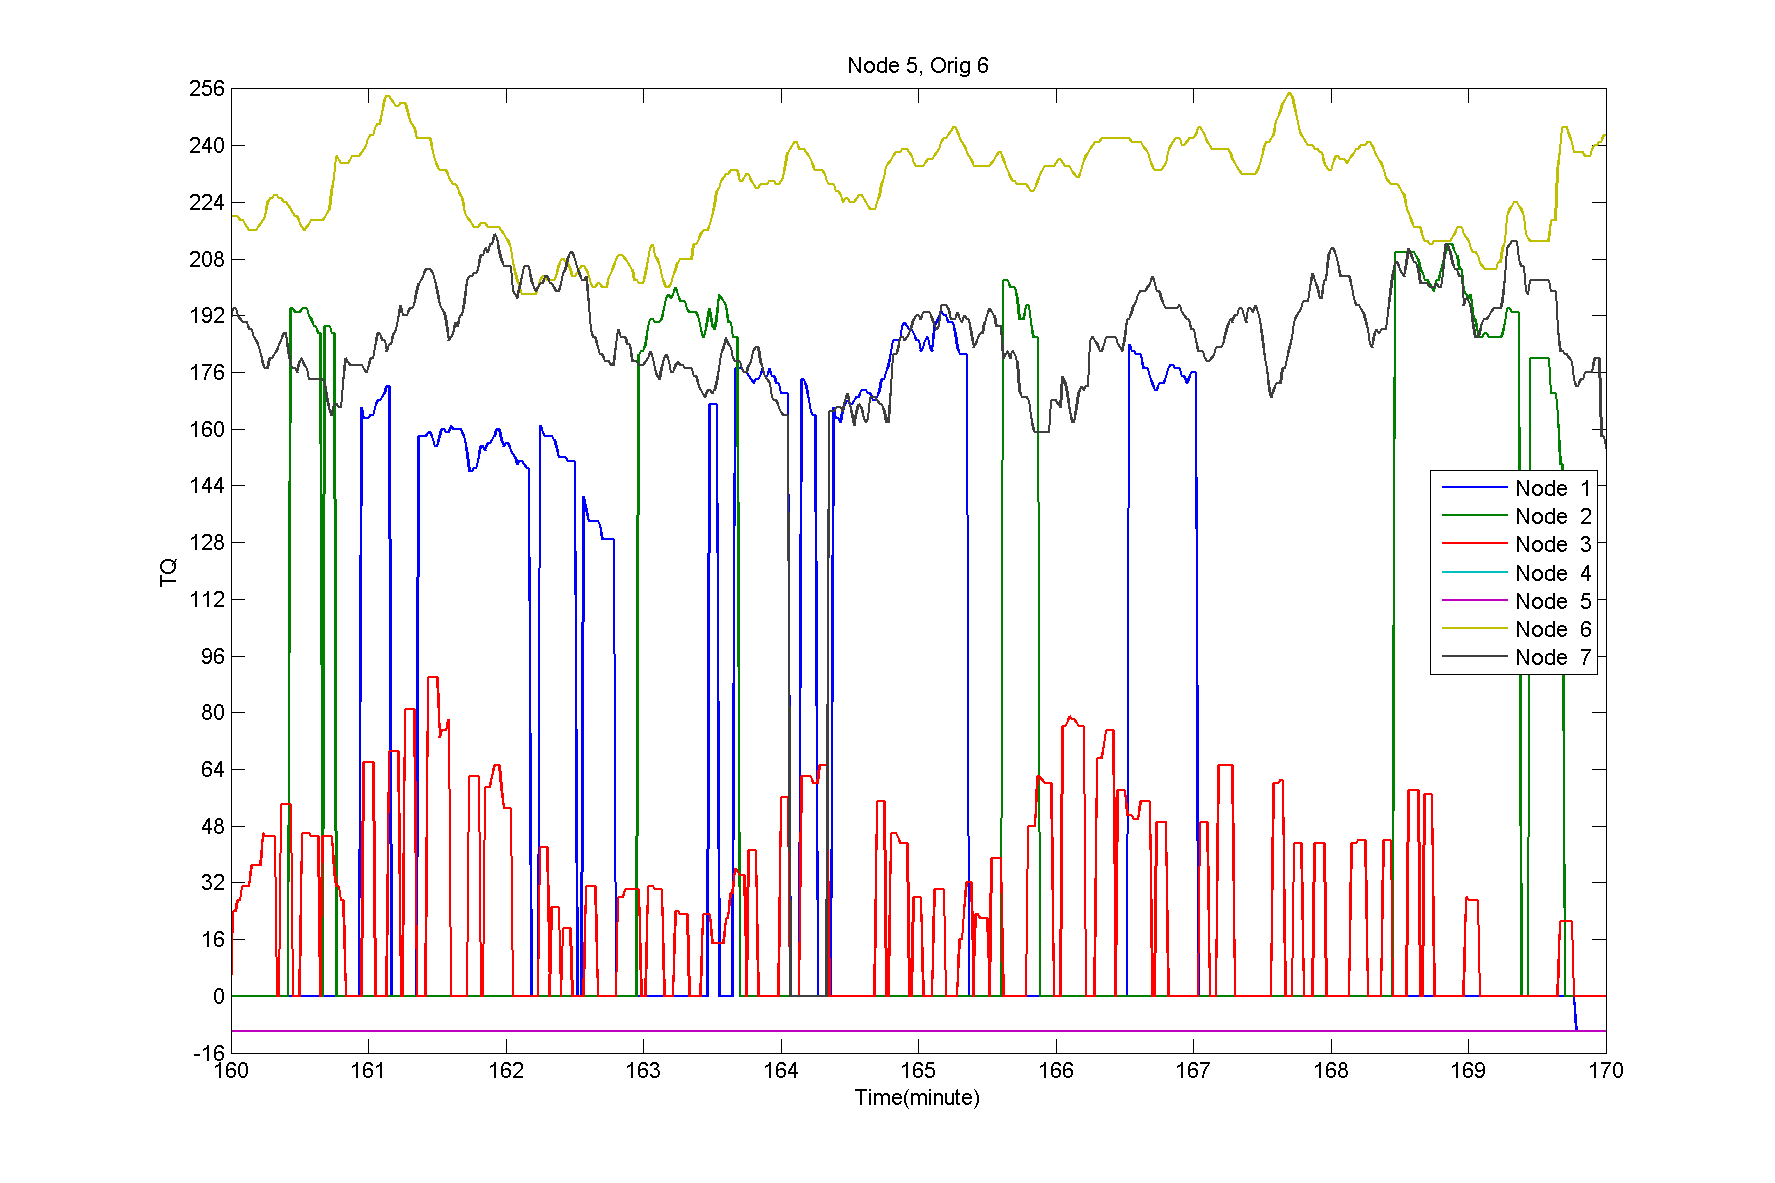 Node 5, Orig 6
256
240
224
208
192
176
160
144
128
112
96
80
64
48
32
16
0
-16
TQ
Node 1
Node 2
Node 3
Node 4
Node 5
Node 6
Node 7
160 161 162 163 164 165 166 167 168 169 170
Time(minute)